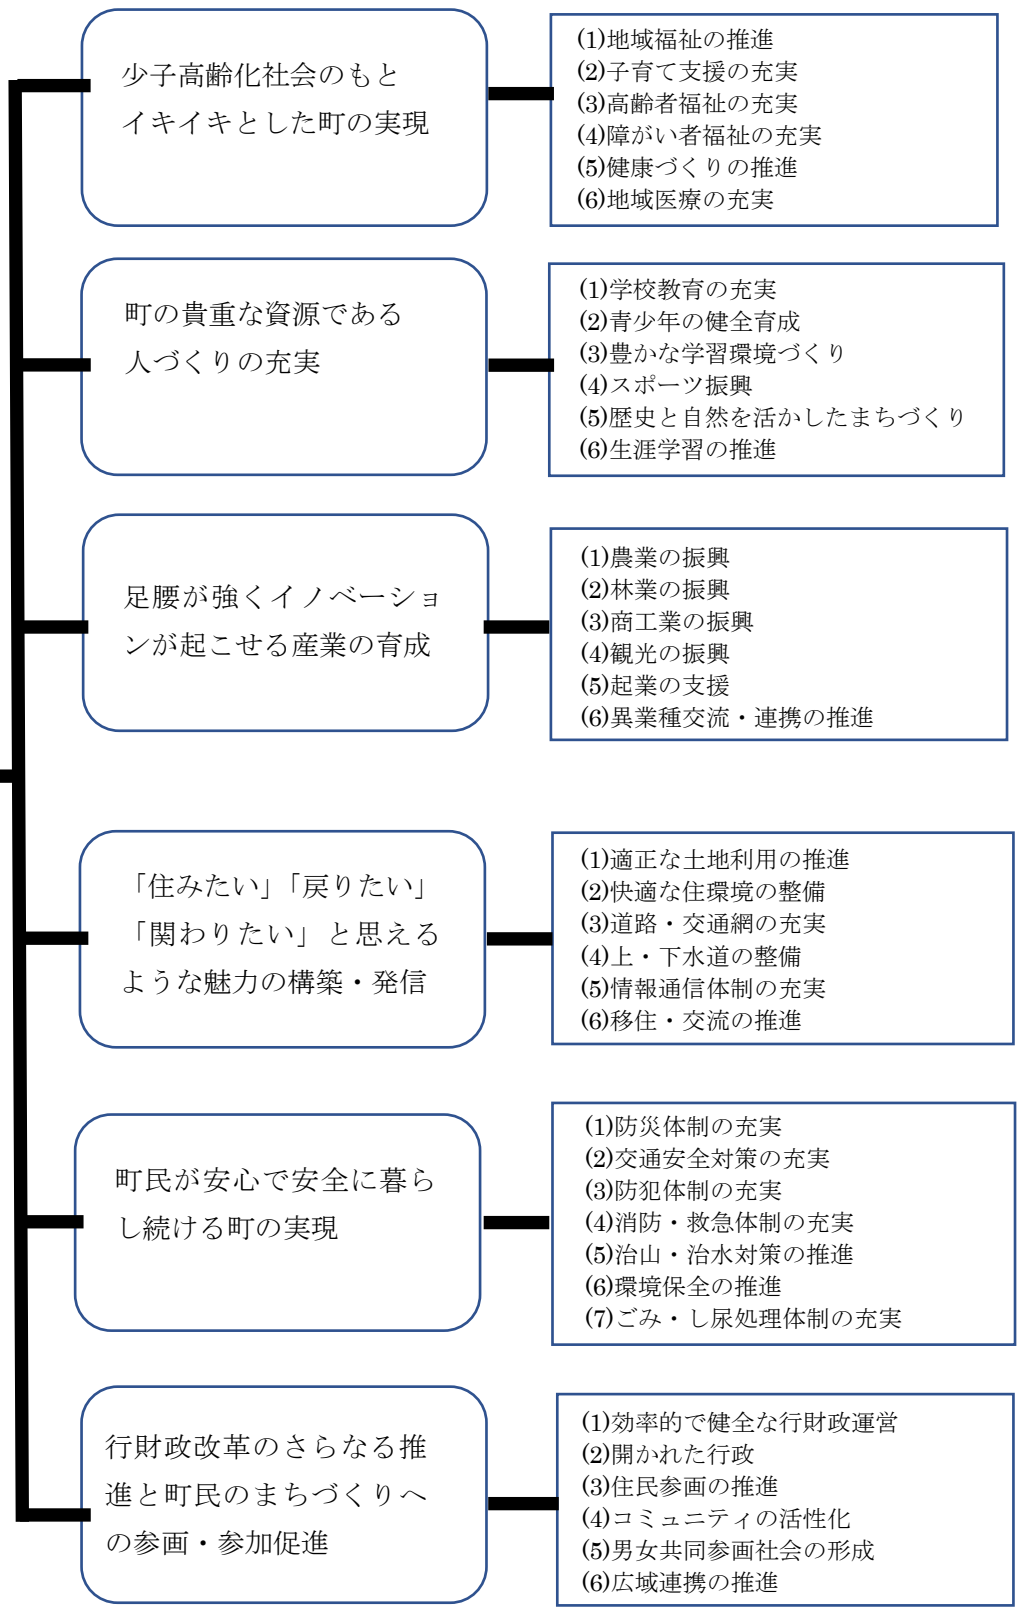 少子高齢化社会のもと
イキイキとした町の実現
(1)地域福祉の推進
(2)子育て支援の充実
(3)高齢者福祉の充実
(4)障がい者福祉の充実
(5)健康づくりの推進
(6)地域医療の充実
町の貴重な資源である
人づくりの充実
(1)学校教育の充実
(2)青少年の健全育成
(3)豊かな学習環境づくり
(4)スポーツ振興
(5)歴史と自然を活かしたまちづくり
(6)生涯学習の推進
足腰が強くイノベーショ
ンが起こせる産業の育成
(1)農業の振興
(2)林業の振興
(3)商工業の振興
(4)観光の振興
(5)起業の支援
(6)異業種交流・連携の推進
「住みたい」「戻りたい」
「関わりたい」と思える
ような魅力の構築・発信
(1)適正な土地利用の推進
(2)快適な住環境の整備
(3)道路・交通網の充実
(4)上・下水道の整備
(5)情報通信体制の充実
(6)移住・交流の推進
町民が安心で安全に暮ら
し続ける町の実現
(1)防災体制の充実
(2)交通安全対策の充実
(3)防犯体制の充実
(4)消防・救急体制の充実
(5)治山・治水対策の推進
(6)環境保全の推進
(7)ごみ・し尿処理体制の充実
行財政改革のさらなる推
進と町民のまちづくりへ
の参画・参加促進
(1)効率的で健全な行財政運営
(2)開かれた行政
(3)住民参画の推進
(4)コミュニティの活性化
(5)男女共同参画社会の形成
(6)広域連携の推進